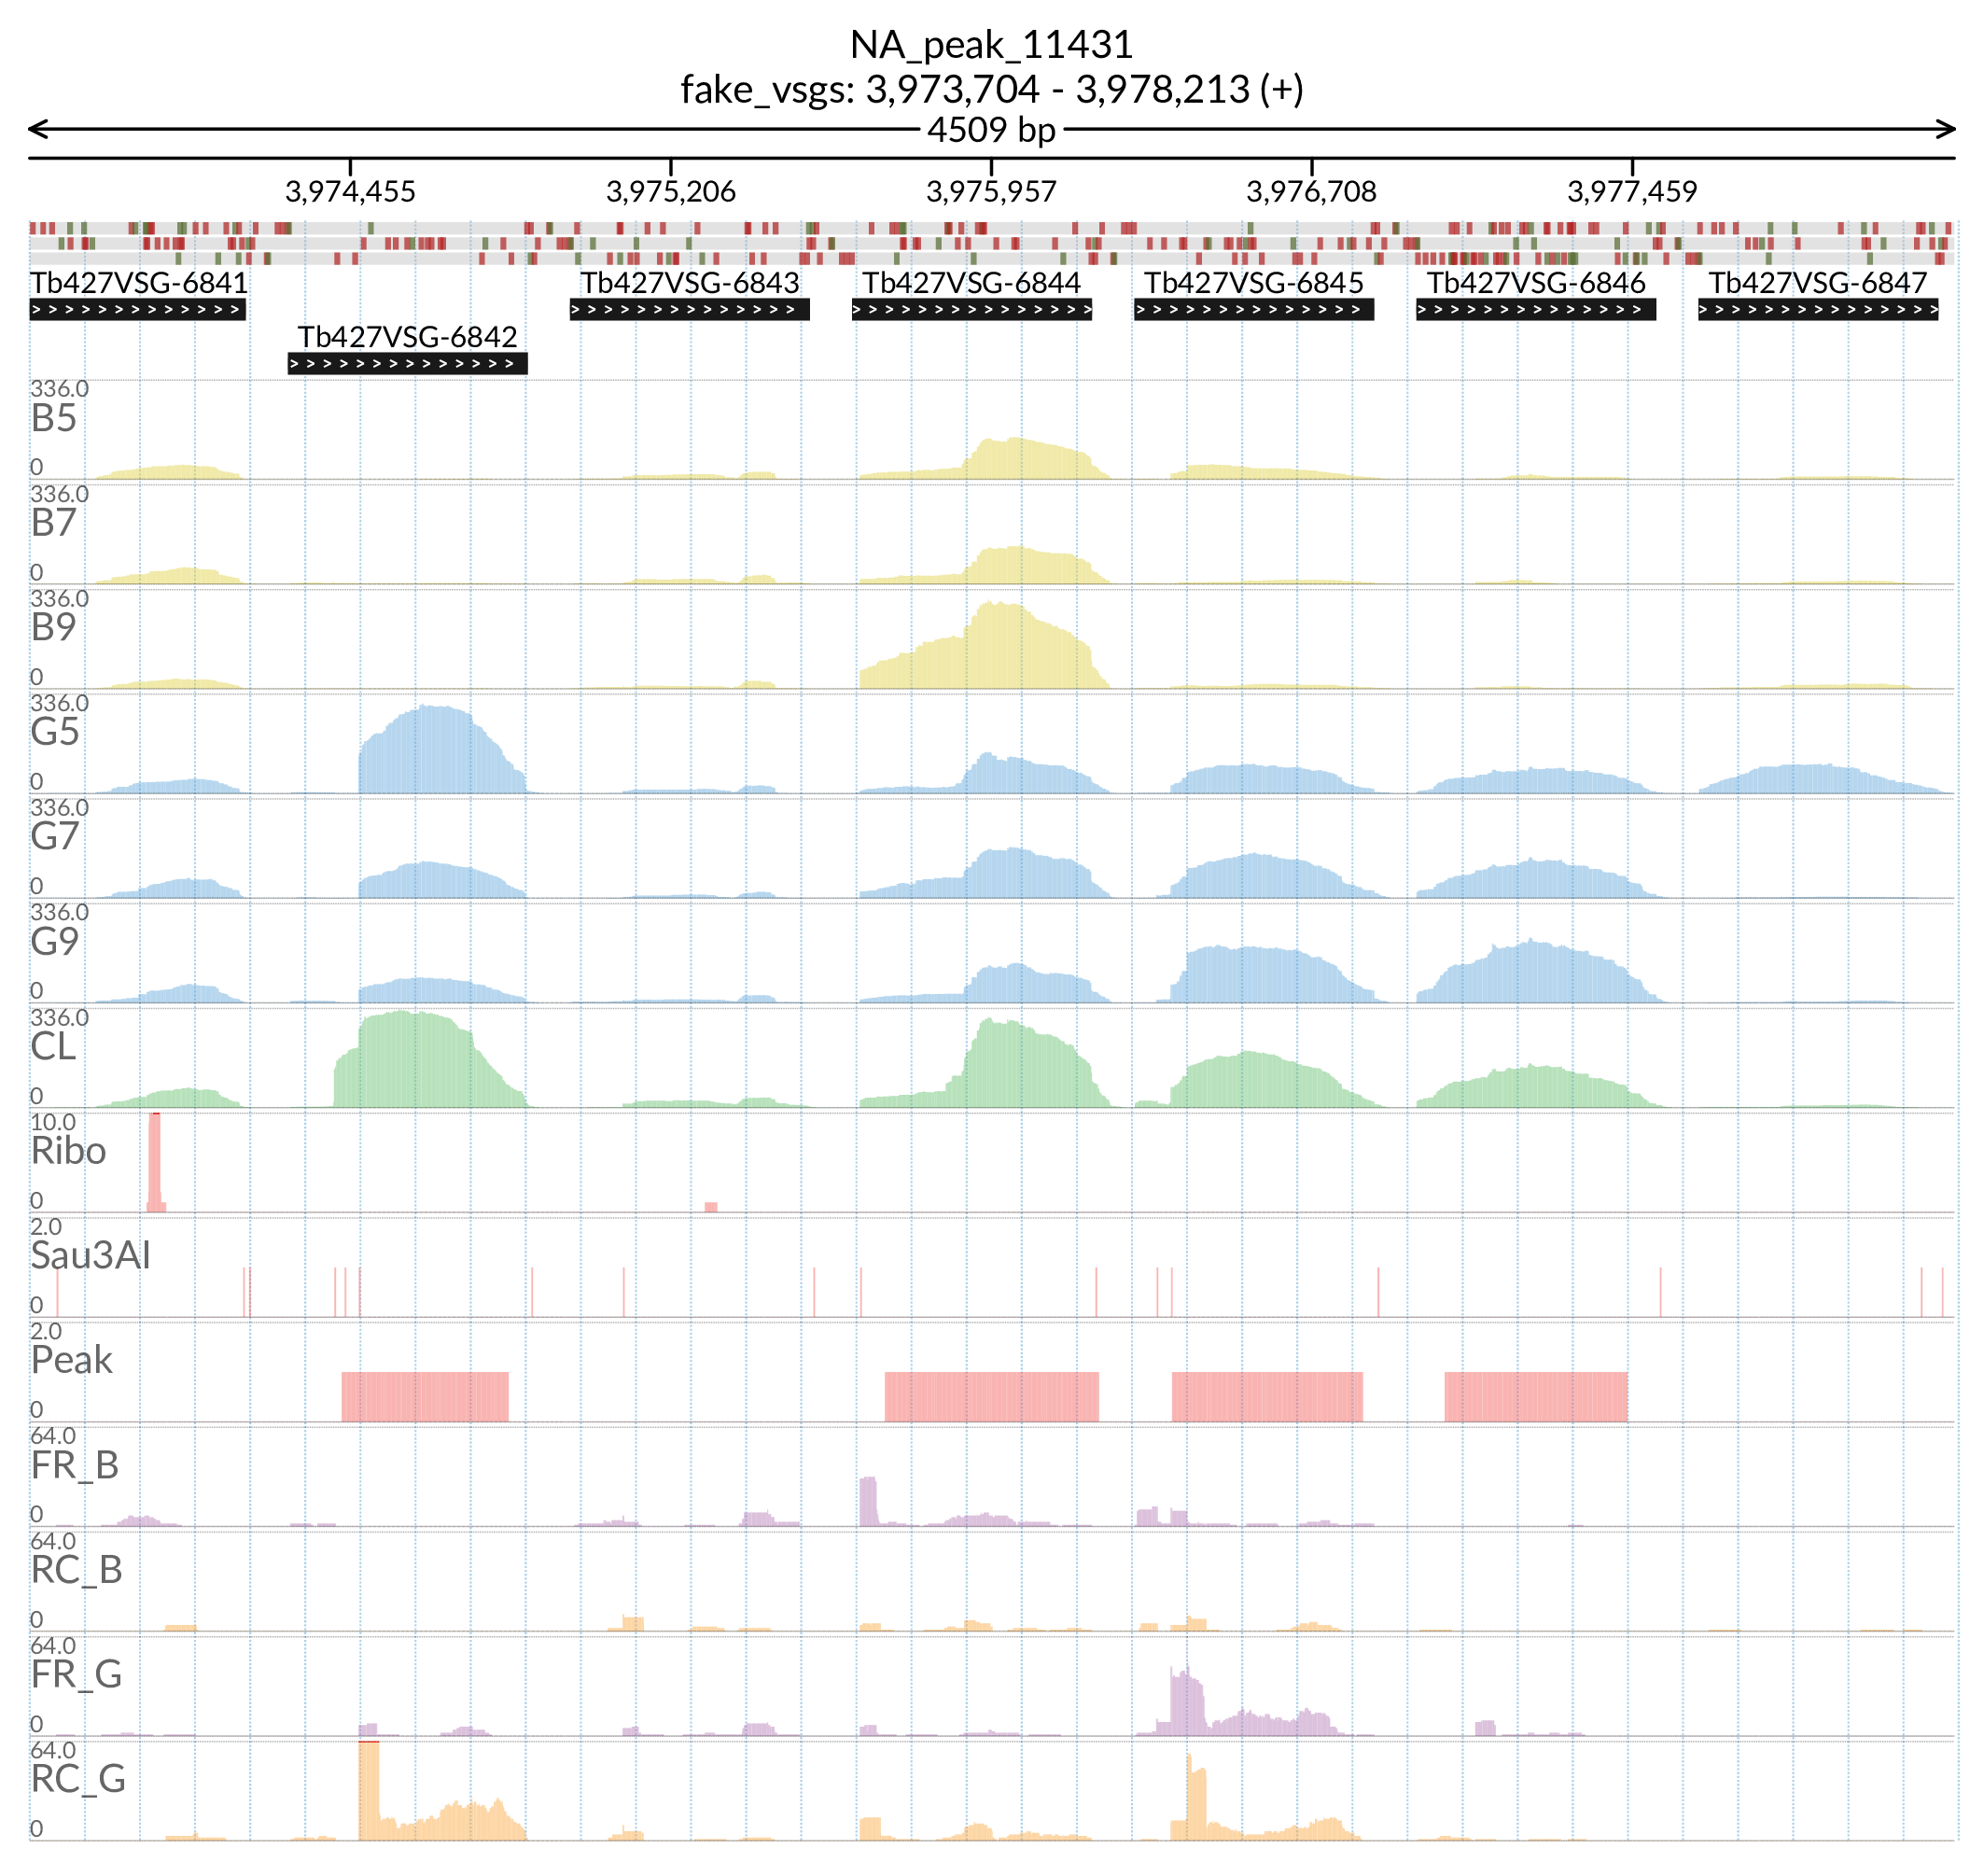 NA_peak_11431
fake_vsgs: 3,973,704 - 3,978,213 (+)
4509 bp
3,974,455 3,975,206 3,975,957 3,976,708 3,977,459
Tb427VSG-6841 Tb427VSG-6843 Tb427VSG-6844 Tb427VSG-6845 Tb427VSG-6846 Tb427VSG-6847
Tb427VSG-6842
336.0
B5
0
336.0
B7
0
336.0
B9
0
336.0
G5
0
336.0
G7
0
336.0
G9
0
336.0
CL
0
10.0
Ribo
0
2.0
Sau3AI
0
2.0
Peak
0
64.0
FR_B
0
64.0
RC_B
0
64.0
FR_G
0
64.0
RC_G
0